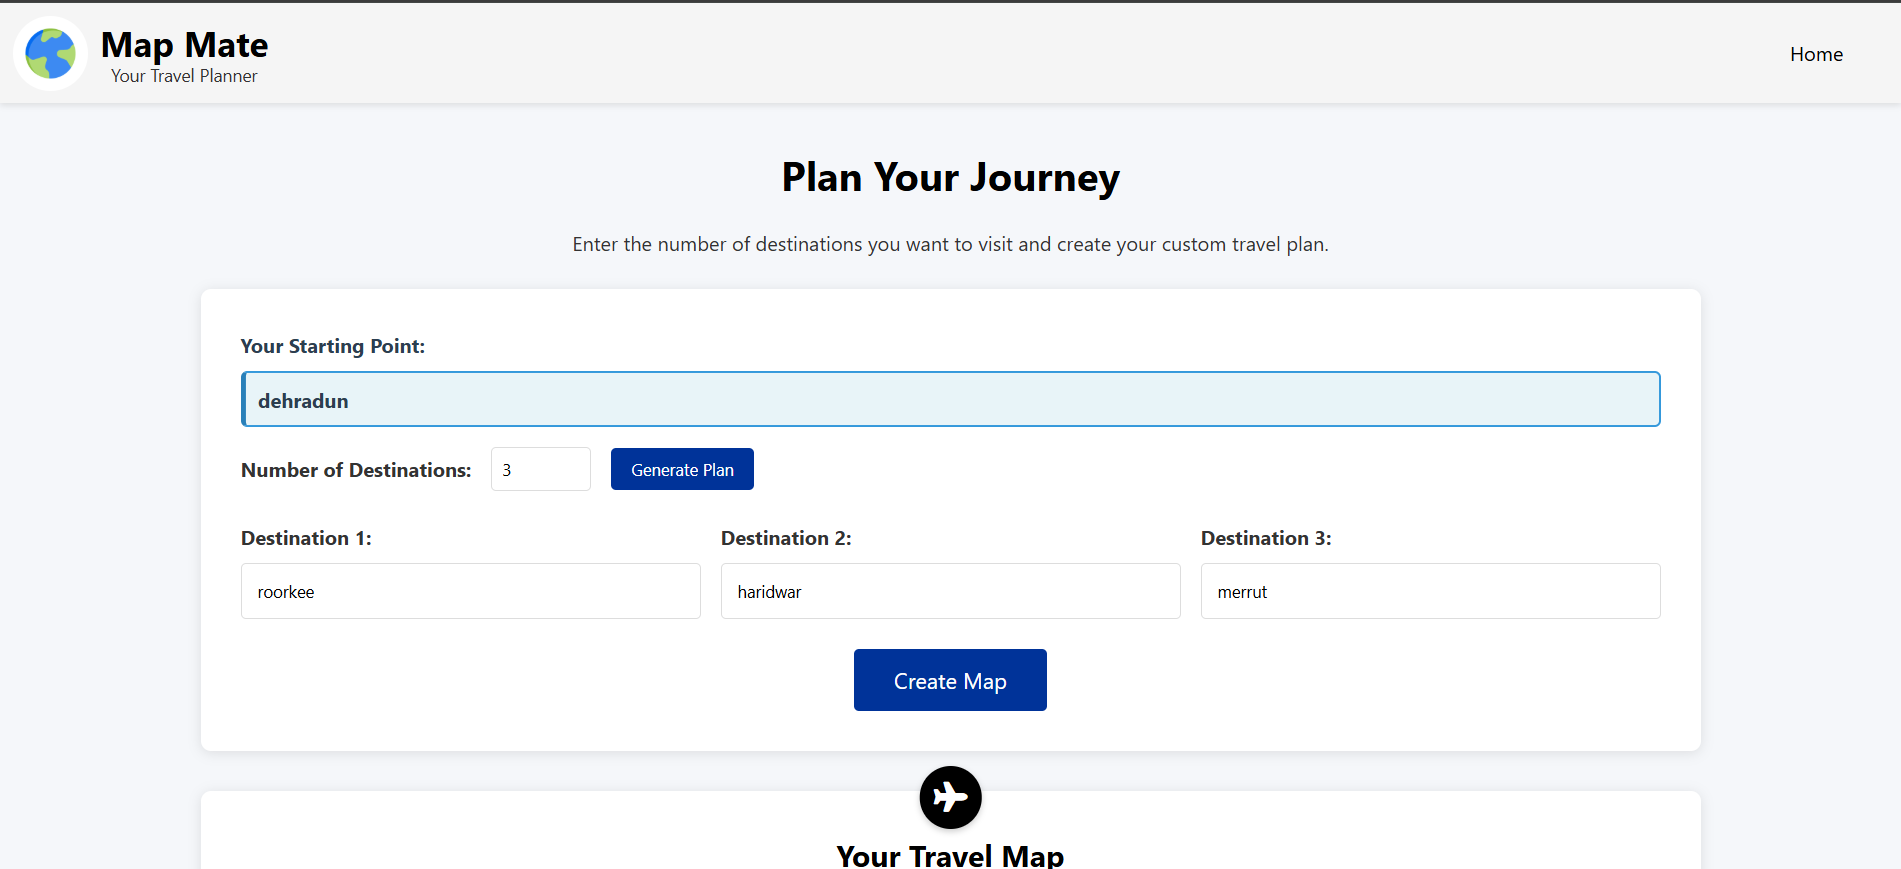 Map Mate
Your Travel Planner
Home
Plan Your Journey
Enter the number of destinations you want to visit and create your custom travel plan.
Your Starting Point:
dehradun
Number of Destinations: 3 Generate Plan
Destination 1: Destination 2: Destination 3:
roorkee haridwar merrut
Create Map
Your Travel Map